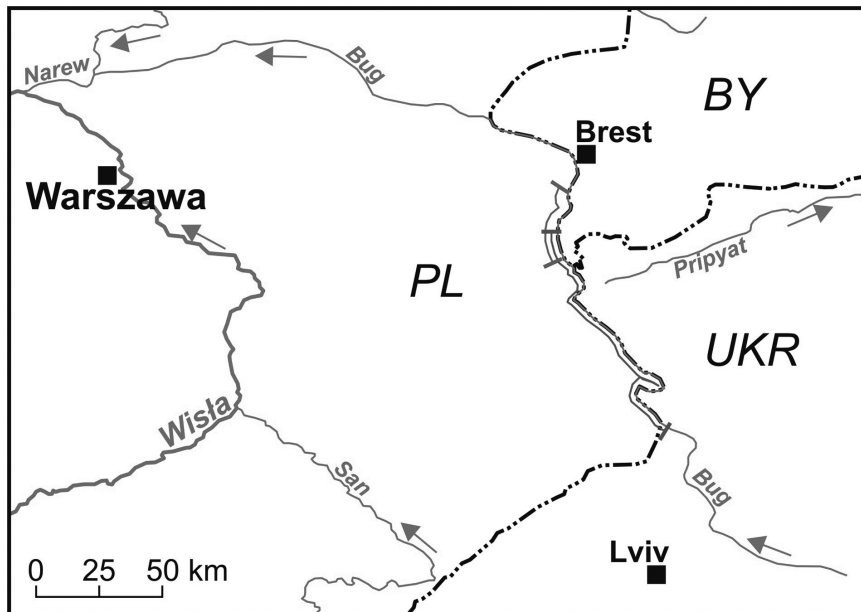 Narew
Bug
BY
Brest
Warszawa
Pripyat
PL
UKR
Wisła
San
Bug
Lviv
0 25 50 km